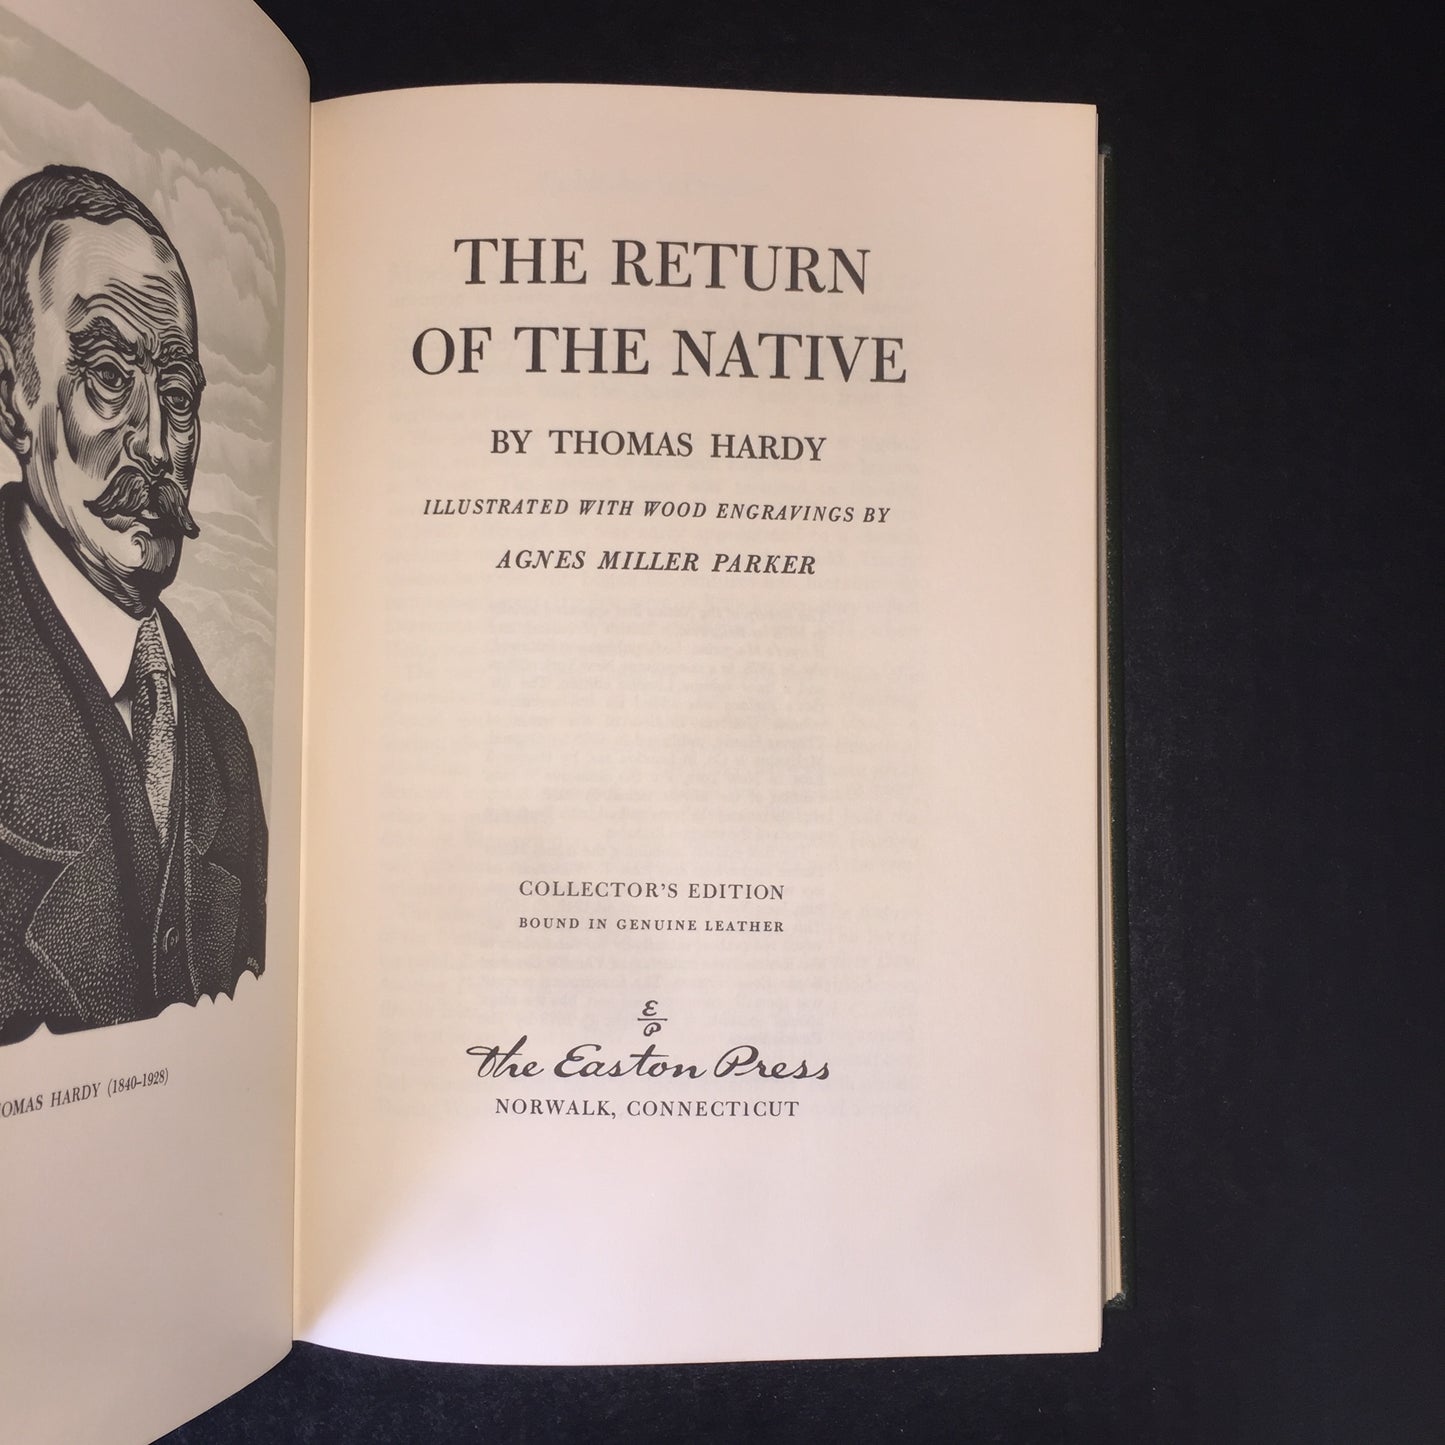 OMAS HARDY (1840–1928)
THE RETURN
OF THE NATIVE
BY THOMAS HARDY
ILLUSTRATED WITH WOOD ENGRAVINGS BY
AGNES MILLER PARKER
COLLECTOR'S EDITION
BOUND IN GENUINE LEATHER
E
P
The Easton Press
NORWALK, CONNECTICUT